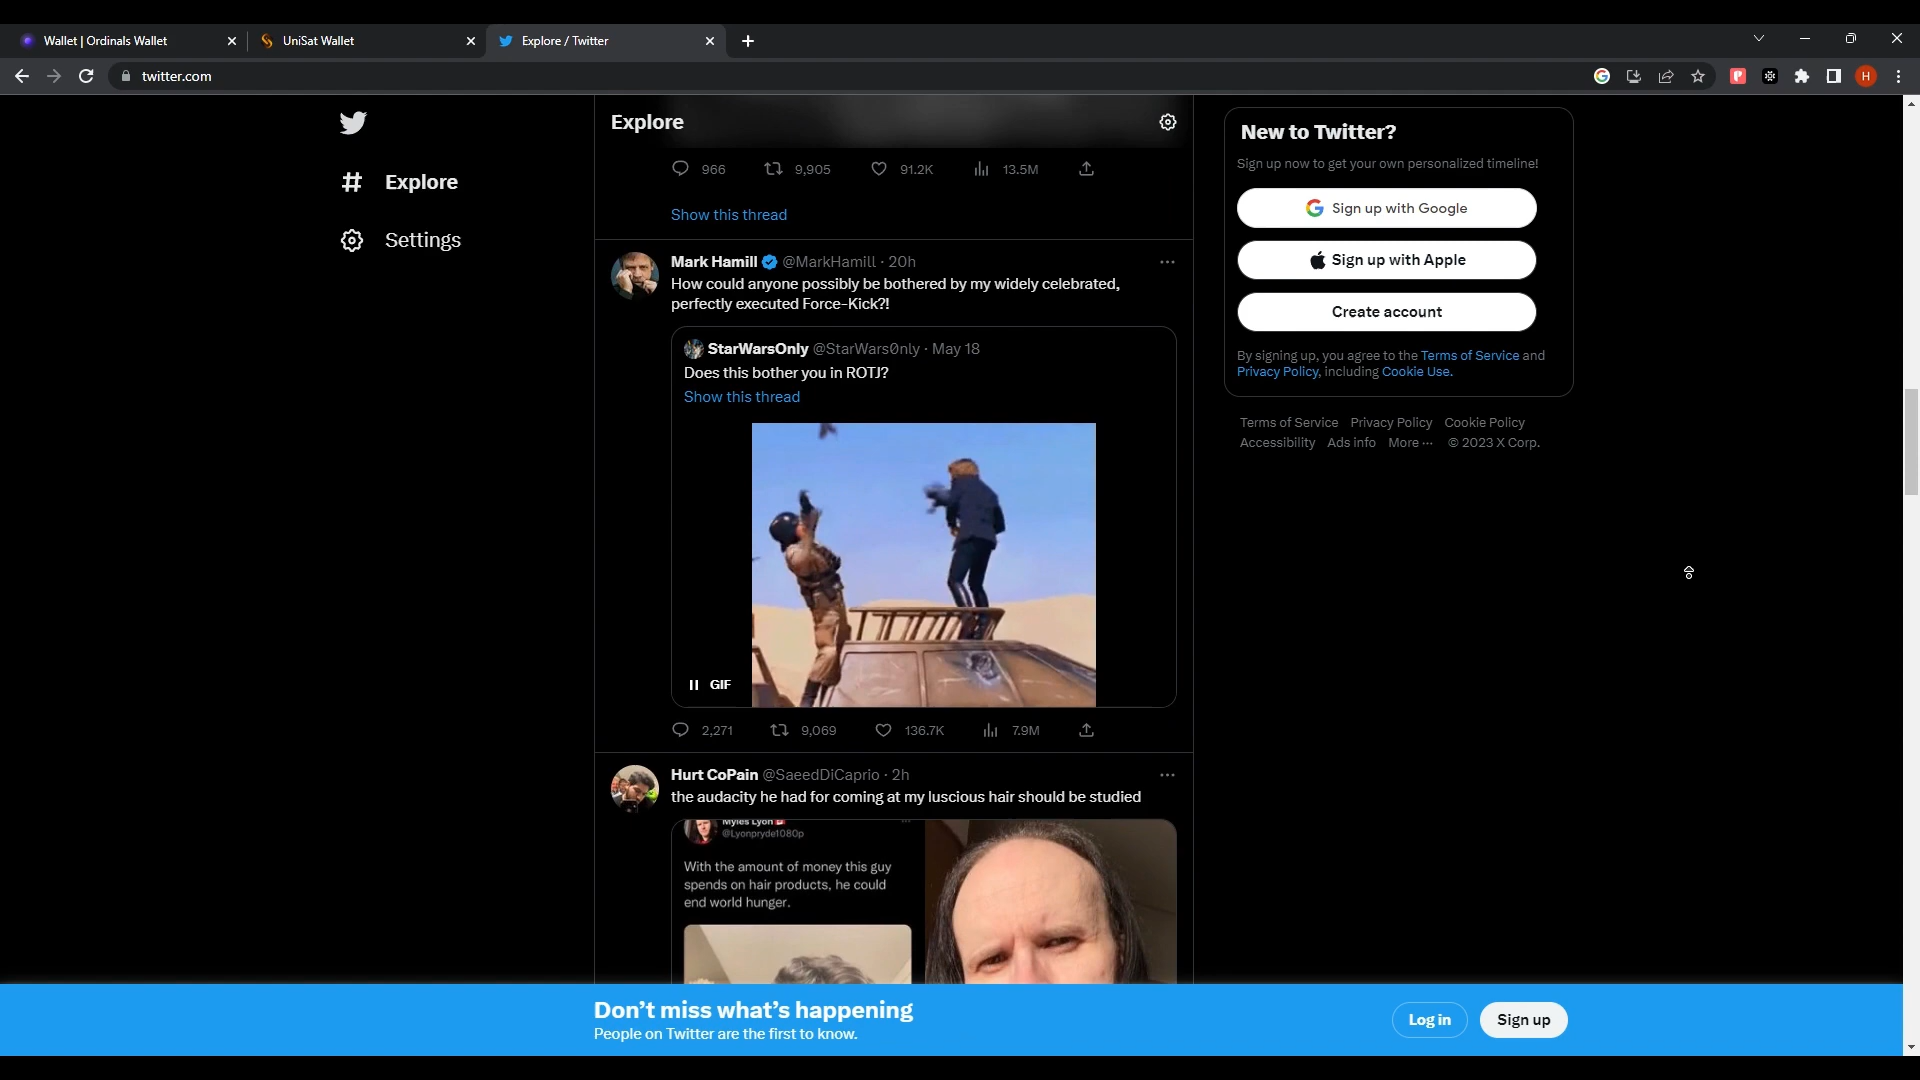 Wallet | Ordinals Wallet
UniSat Wallet
Explore / Twitter
twitter.com
H
Explore
Settings
Explore
966 9,905 91.2K 13.5M
Show this thread
Mark Hamill @MarkHamill · 20h
How could anyone possibly be bothered by my widely celebrated,
perfectly executed Force-Kick?!
StarWarsOnly @StarWars0nly · May 18
Does this bother you in ROTJ?
Show this thread
GIF
2,271 9,069 136.7K 7.9M
Hurt CoPain @SaeedDiCaprio · 2h
the audacity he had for coming at my luscious hair should be studied
Myles Lyon
@Lyonpryde1080p
With the amount of money this guy
spends on hair products, he could
end world hunger.
New to Twitter?
Sign up now to get your own personalized timeline!
Sign up with Google
Sign up with Apple
Create account
By signing up, you agree to the Terms of Service and
Privacy Policy, including Cookie Use.
Terms of Service Privacy Policy Cookie Policy
Accessibility Ads info More ··· © 2023 X Corp.
Don’t miss what’s happening
People on Twitter are the first to know.
Log in
Sign up